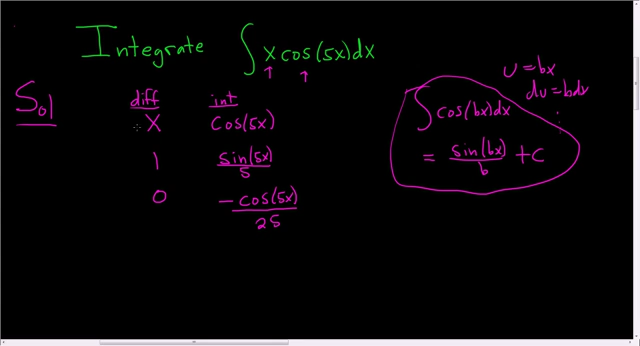 Integrate ∫ x cos(5x)dx
Sol
diff int
X cos(5x)
1 sin(5x)/5
0 -cos(5x)/25
u = bx
du = bdx
∫ cos(bx)dx
= sin(bx)/b + C